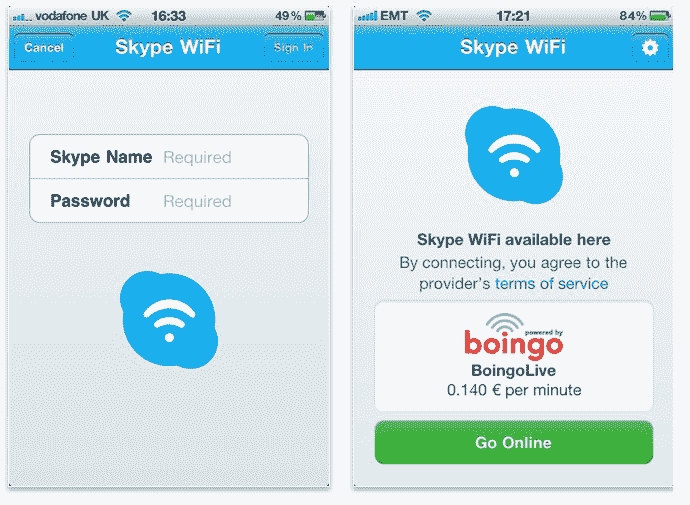 vodafone UK 16:33 49%
Cancel Skype WiFi Sign In
Skype Name Required
Password Required
EMT 17:21 84%
Skype WiFi
Skype WiFi available here
By connecting, you agree to the
provider's terms of service
powered by
boingo
BoingoLive
0.140 € per minute
Go Online